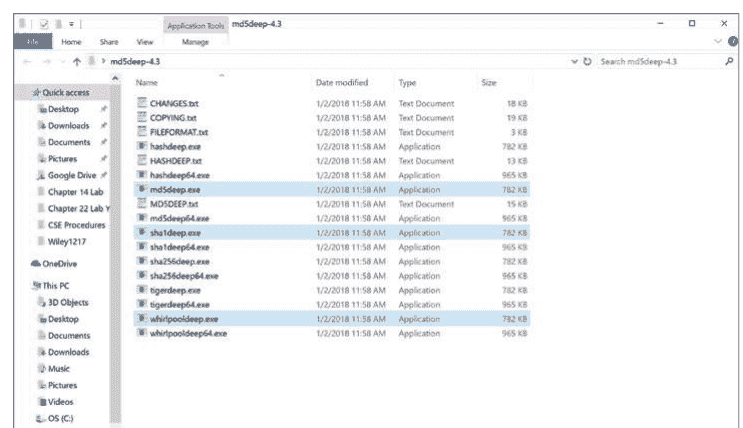 Application Tools md5deep-4.3
File Home Share View Manage
md5deep-4.3 Search md5deep-4.3
Name Date modified Type Size
Quick access
Desktop
Downloads
Documents
Pictures
Google Drive
Chapter 14 Lab
Chapter 22 Lab Y
CSE Procedures
Wiley1217
OneDrive
This PC
3D Objects
Desktop
Documents
Downloads
Music
Pictures
Videos
OS (C:)
CHANGES.txt 1/2/2018 11:58 AM Text Document 18 KB
COPYING.txt 1/2/2018 11:58 AM Text Document 19 KB
FILEFORMAT.txt 1/2/2018 11:58 AM Text Document 3 KB
hashdeep.exe 1/2/2018 11:58 AM Application 782 KB
HASHDEEP.txt 1/2/2018 11:58 AM Text Document 13 KB
hashdeep64.exe 1/2/2018 11:58 AM Application 965 KB
md5deep.exe 1/2/2018 11:58 AM Application 782 KB
MD5DEEP.txt 1/2/2018 11:58 AM Text Document 15 KB
md5deep64.exe 1/2/2018 11:58 AM Application 965 KB
sha1deep.exe 1/2/2018 11:58 AM Application 782 KB
sha1deep64.exe 1/2/2018 11:58 AM Application 965 KB
sha256deep.exe 1/2/2018 11:58 AM Application 782 KB
sha256deep64.exe 1/2/2018 11:58 AM Application 965 KB
tigerdeep.exe 1/2/2018 11:58 AM Application 782 KB
tigerdeep64.exe 1/2/2018 11:58 AM Application 965 KB
whirlpooldeep.exe 1/2/2018 11:58 AM Application 782 KB
whirlpooldeep64.exe 1/2/2018 11:58 AM Application 965 KB